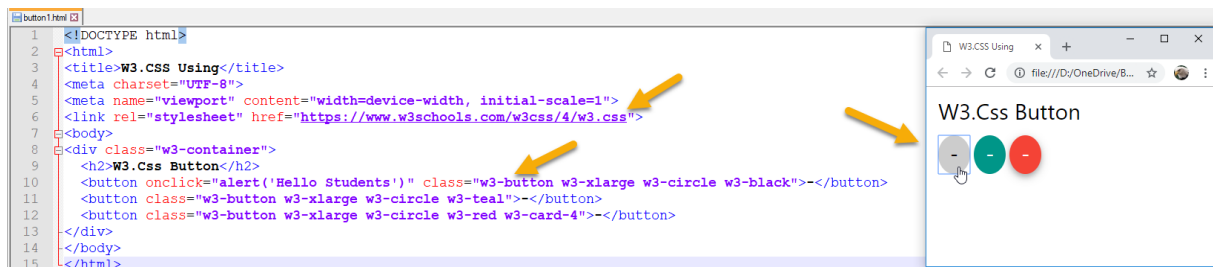 button1.html
1 <!DOCTYPE html>
2 <html>
3 <title>W3.CSS Using</title>
4 <meta charset="UTF-8">
5 <meta name="viewport" content="width=device-width, initial-scale=1">
6 <link rel="stylesheet" href="https://www.w3schools.com/w3css/4/w3.css">
7 <body>
8 <div class="w3-container">
9 <h2>W3.Css Button</h2>
10 <button onclick="alert('Hello Students')" class="w3-button w3-xlarge w3-circle w3-black">-</button>
11 <button class="w3-button w3-xlarge w3-circle w3-teal">-</button>
12 <button class="w3-button w3-xlarge w3-circle w3-red w3-card-4">-</button>
13 </div>
14 </body>
15 </html>
W3.CSS Using
file:///D:/OneDrive/B...
W3.Css Button
- - -